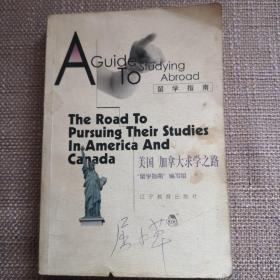 A Guide
To Studying
Abroad
留学指南
The Road To
Pursuing Their Studies
In America And
Canada
美国 加拿大求学之路
"留学指南" 编写组
辽宁教育出版社